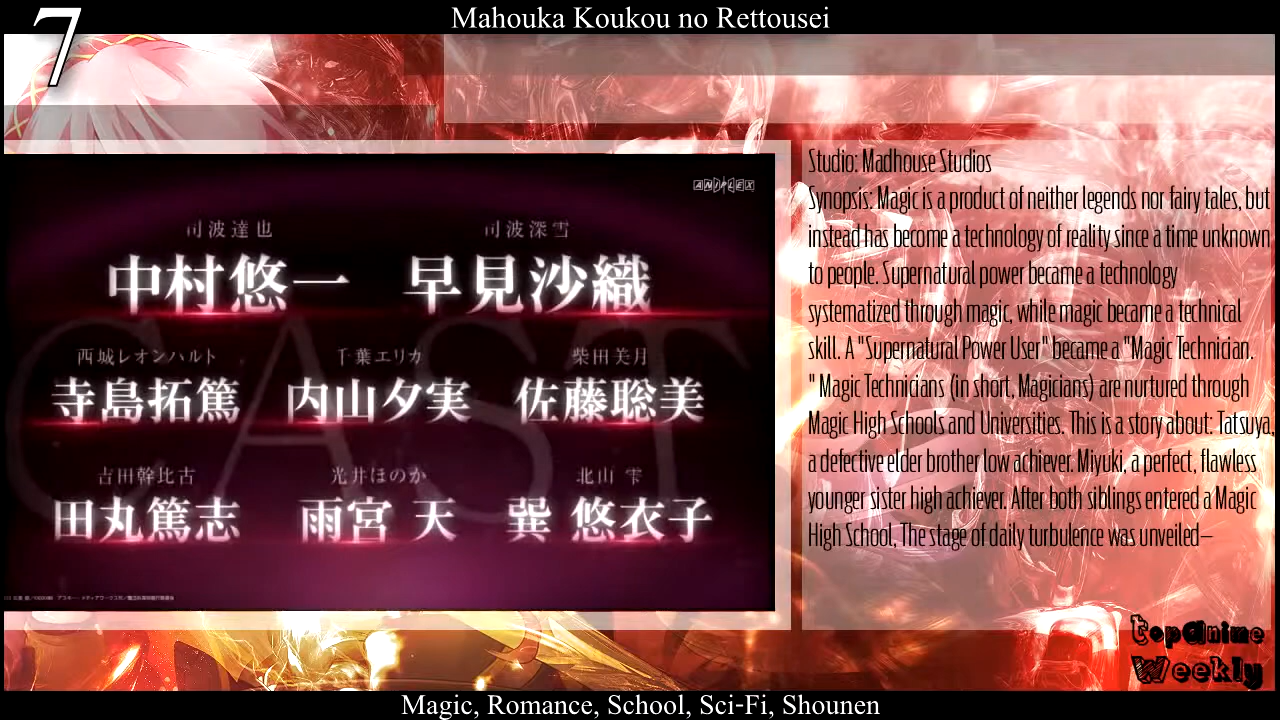 7
Mahouka Koukou no Rettousei
ANIPLEX
司波達也 司波深雪
中村悠一 早見沙織
CAST
西城レオンハルト 千葉エリカ 柴田美月
寺島拓篤 内山夕実 佐藤聡美
吉田幹比古 光井ほのか 北山 雫
田丸篤志 雨宮 天 巽 悠衣子
Studio: Madhouse Studios
Synopsis: Magic is a product of neither legends nor fairy tales, but
instead has become a technology of reality since a time unknown
to people. Supernatural power became a technology
systematized through magic, while magic became a technical
skill. A "Supernatural Power User" became a "Magic Technician.
" Magic Technicians (in short, Magicians) are nurtured through
Magic High Schools and Universities. This is a story about: Tatsuya,
a defective elder brother low achiever. Miyuki, a perfect, flawless
younger sister high achiever. After both siblings entered a Magic
High School, The stage of daily turbulence was unveiled—
topanime
Weekly
Magic, Romance, School, Sci-Fi, Shounen